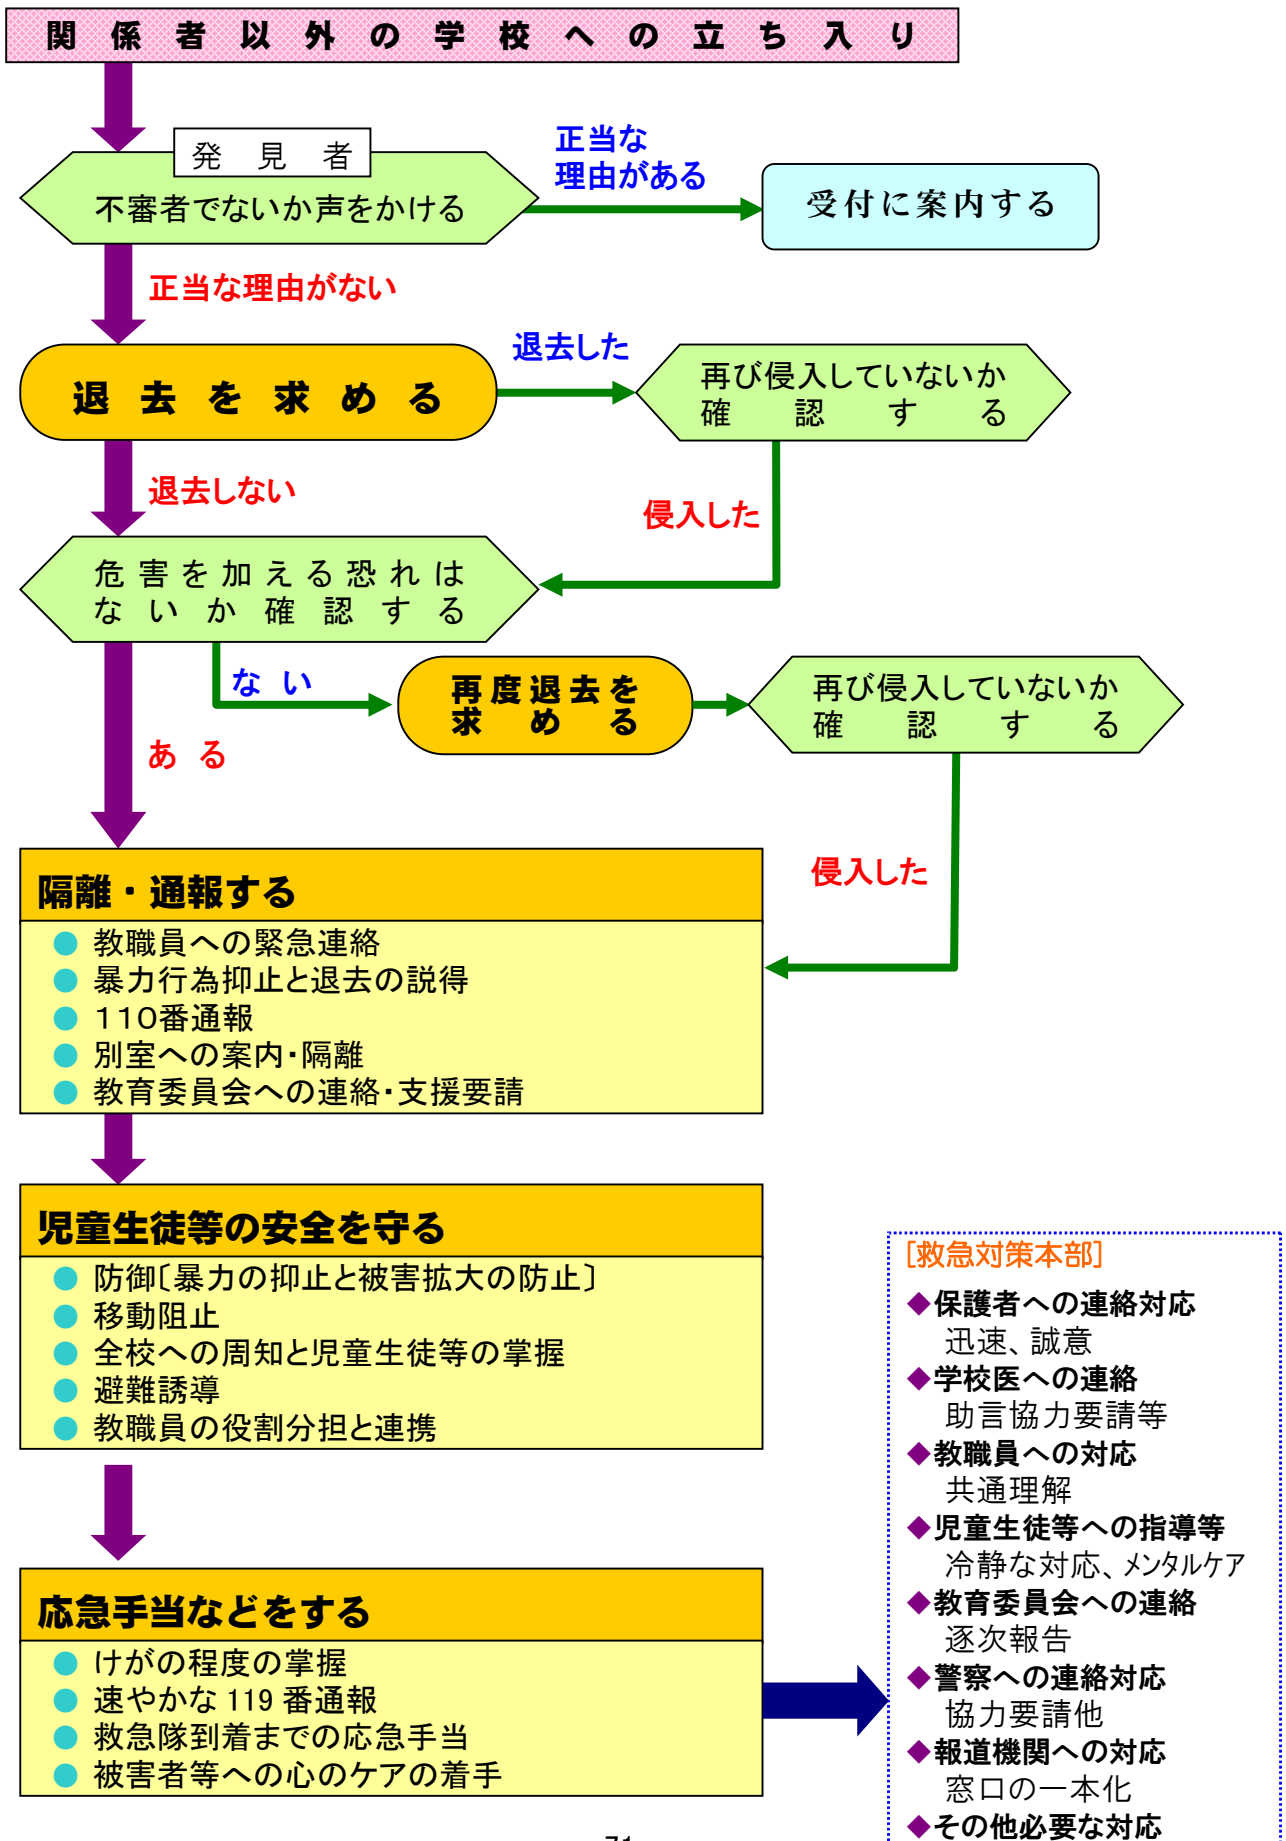 関係者以外の学校への立ち入り
発見者
不審者でないか声をかける
正当な
理由がある
受付に案内する
正当な理由がない
退去を求める
退去した
再び侵入していないか
確認する
退去しない
侵入した
危害を加える恐れは
ないか確認する
ない
再度退去を
求める
再び侵入していないか
確認する
ある
侵入した
隔離・通報する
● 教職員への緊急連絡
● 暴力行為抑止と退去の説得
● 110番通報
● 別室への案内・隔離
● 教育委員会への連絡・支援要請
児童生徒等の安全を守る
● 防御〔暴力の抑止と被害拡大の防止〕
● 移動阻止
● 全校への周知と児童生徒等の掌握
● 避難誘導
● 教職員の役割分担と連携
応急手当などをする
● けがの程度の掌握
● 速やかな 119 番通報
● 救急隊到着までの応急手当
● 被害者等への心のケアの着手
[救急対策本部]
◆保護者への連絡対応
迅速、誠意
◆学校医への連絡
助言協力要請等
◆教職員への対応
共通理解
◆児童生徒等への指導等
冷静な対応、メンタルケア
◆教育委員会への連絡
逐次報告
◆警察への連絡対応
協力要請他
◆報道機関への対応
窓口の一本化
◆その他必要な対応